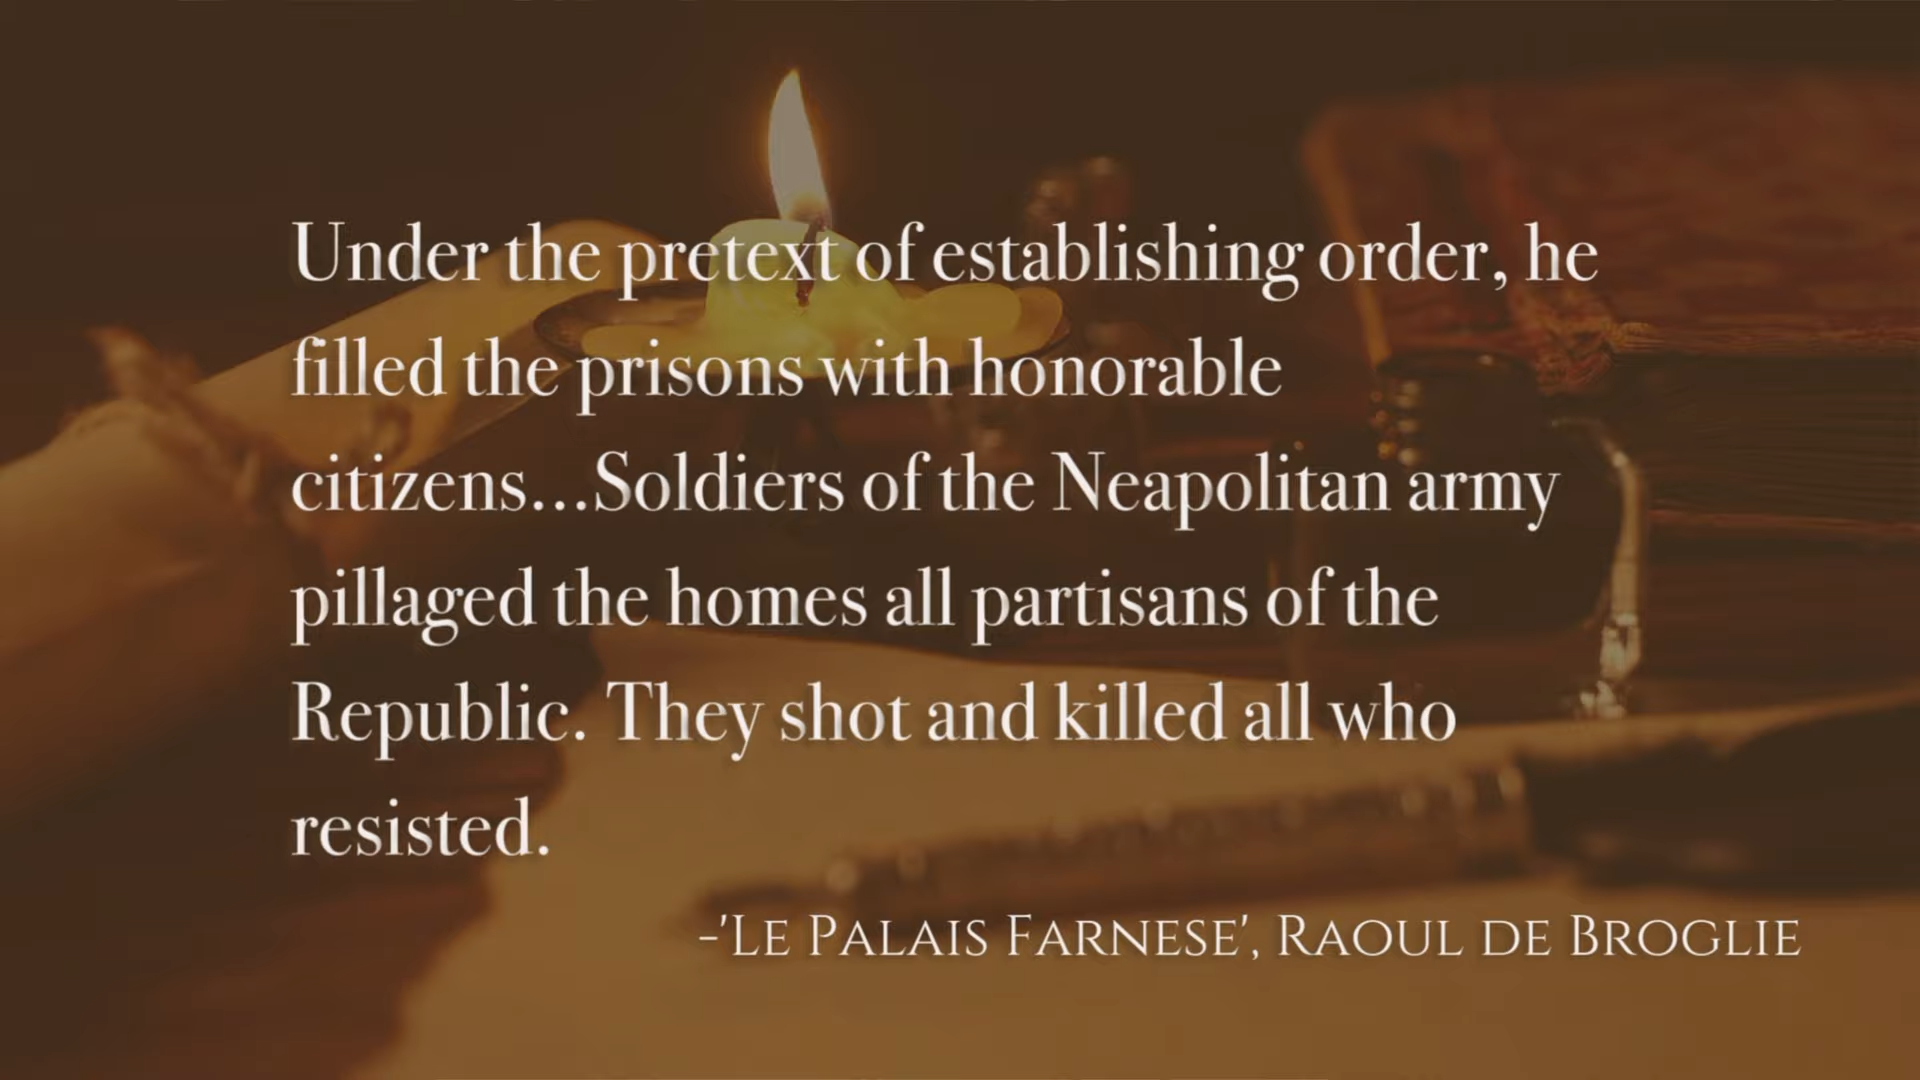 Under the pretext of establishing order, he
filled the prisons with honorable
citizens...Soldiers of the Neapolitan army
pillaged the homes all partisans of the
Republic. They shot and killed all who
resisted.
-'Le Palais Farnese', Raoul de Broglie